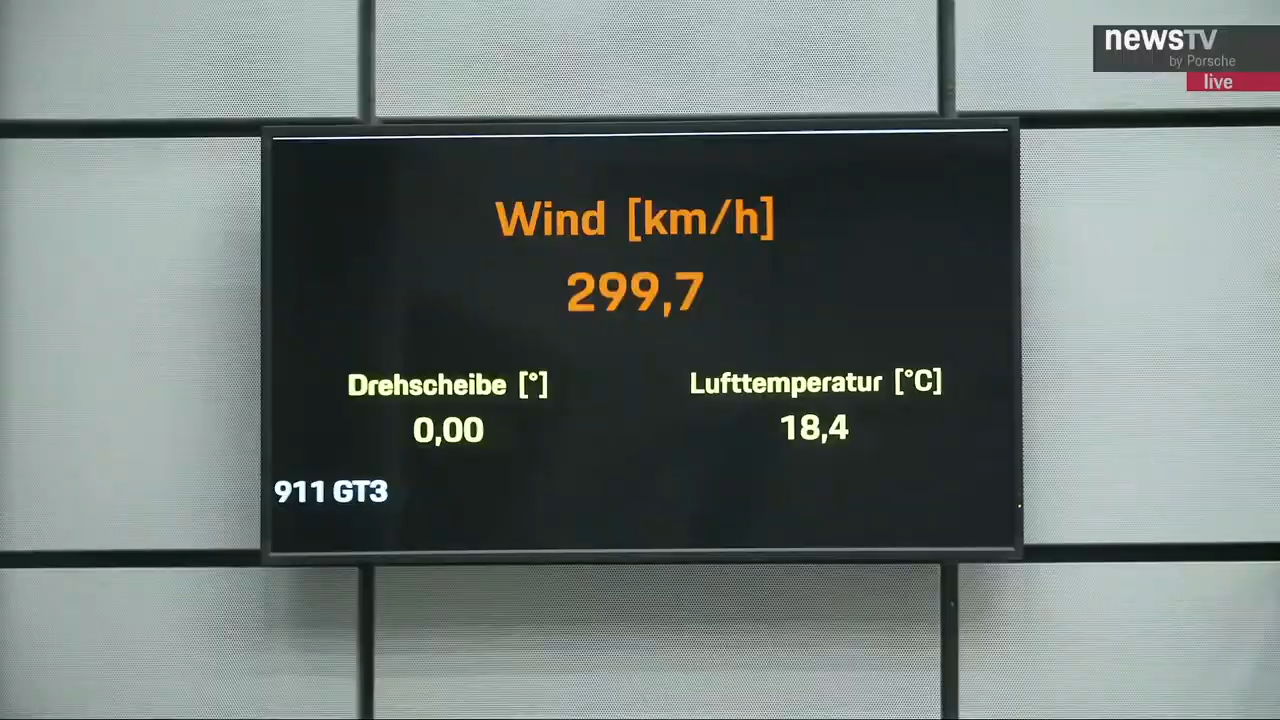 newsTV
by Porsche
live
Wind [km/h]
299,7
Drehscheibe [°]
Lufttemperatur [°C]
0,00
18,4
911 GT3